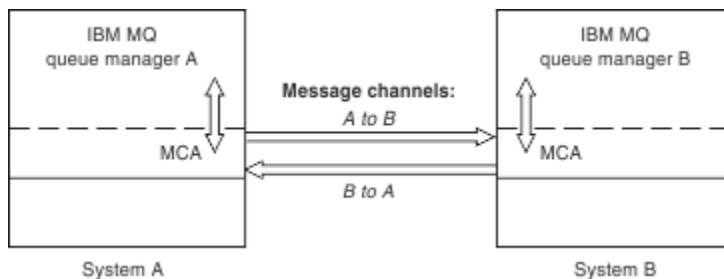 IBM MQ
queue manager A
IBM MQ
queue manager B
Message channels:
A to B
MCA
MCA
B to A
System A
System B